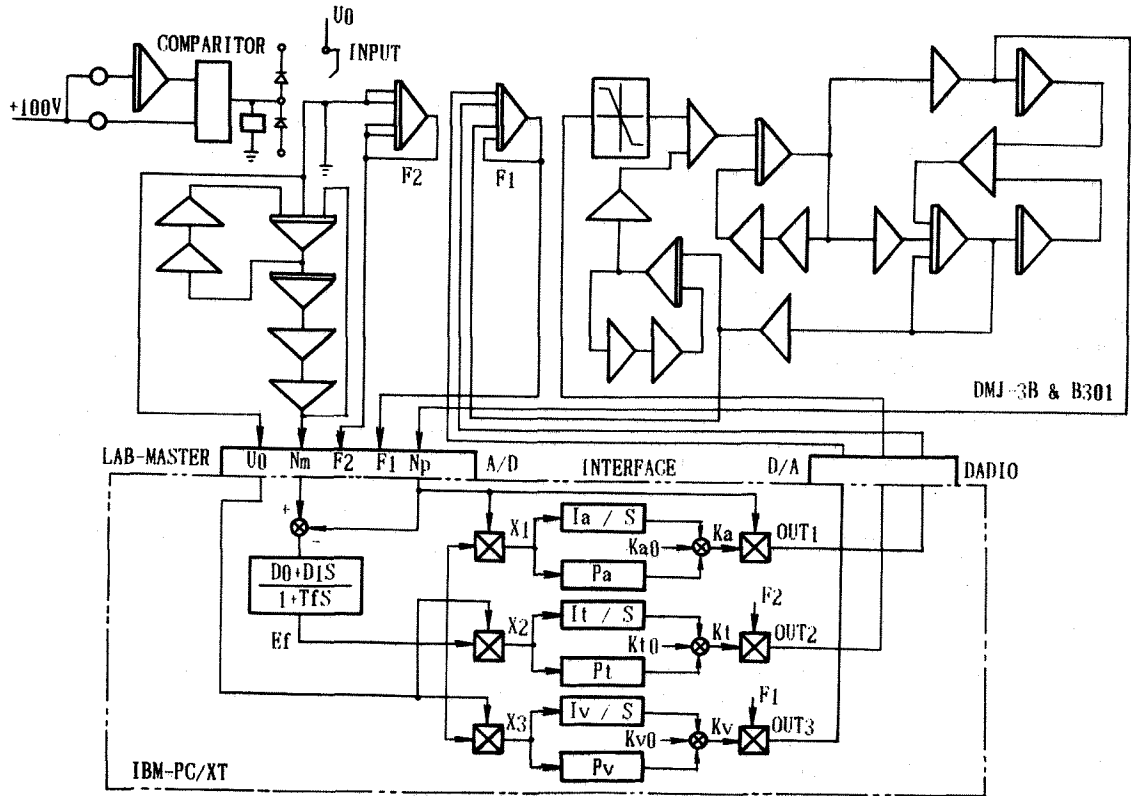 U0
COMPARITOR
INPUT
+100V
F2
F1
DMJ-3B & B301
LAB-MASTER
U0 Nm F2 F1 Np
A/D
INTERFACE
D/A
DADIO
+
-
X1
Ia / S
Ka0
Ka
OUT1
Pa
D0+D1S
1+TfS
F2
X2
It / S
Kt0
Kt
OUT2
Ef
Pt
F1
X3
Iv / S
Kv0
Kv
OUT3
Pv
IBM-PC/XT